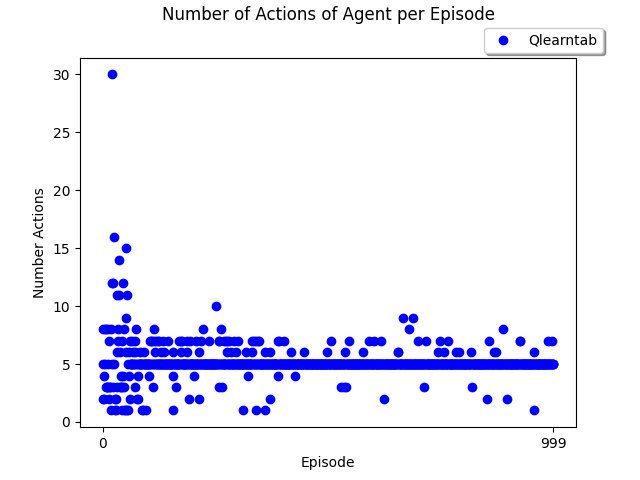 Number of Actions of Agent per Episode
Qlearntab
30
25
20
15
10
5
0
Number Actions
0 999
Episode